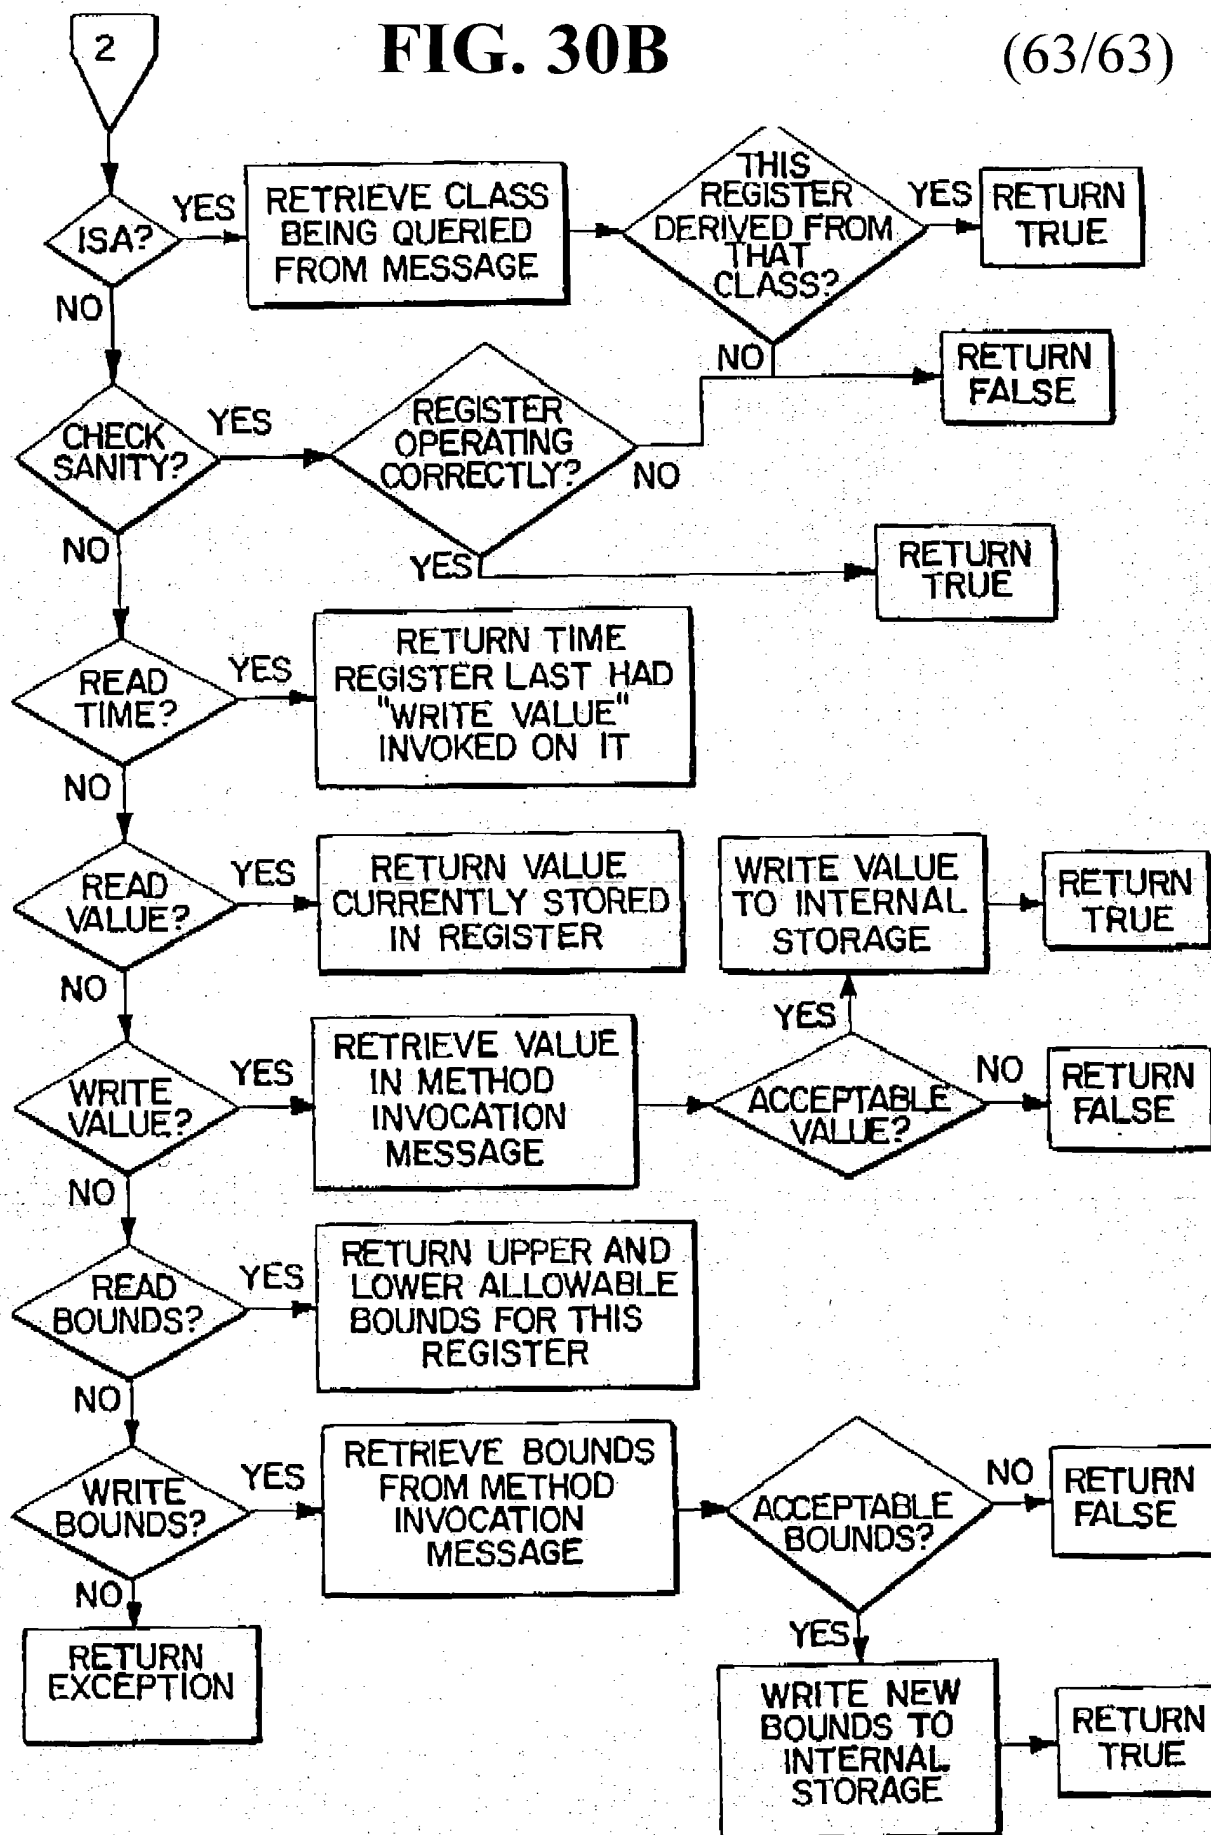 2
FIG. 30B
(63/63)
ISA?
YES
NO
RETRIEVE CLASS
BEING QUERIED
FROM MESSAGE
THIS
REGISTER
DERIVED FROM
THAT
CLASS?
YES
RETURN
TRUE
NO
RETURN
FALSE
CHECK
SANITY?
YES
NO
REGISTER
OPERATING
CORRECTLY?
NO
YES
RETURN
TRUE
READ
TIME?
YES
NO
RETURN TIME
REGISTER LAST HAD
"WRITE VALUE"
INVOKED ON IT
READ
VALUE?
YES
NO
RETURN VALUE
CURRENTLY STORED
IN REGISTER
WRITE VALUE
TO INTERNAL
STORAGE
RETURN
TRUE
WRITE
VALUE?
YES
NO
RETRIEVE VALUE
IN METHOD
INVOCATION
MESSAGE
YES
ACCEPTABLE
VALUE?
NO
RETURN
FALSE
READ
BOUNDS?
YES
NO
RETURN UPPER AND
LOWER ALLOWABLE
BOUNDS FOR THIS
REGISTER
WRITE
BOUNDS?
YES
NO
RETRIEVE BOUNDS
FROM METHOD
INVOCATION
MESSAGE
ACCEPTABLE
BOUNDS?
NO
RETURN
FALSE
YES
RETURN
EXCEPTION
WRITE NEW
BOUNDS TO
INTERNAL
STORAGE
RETURN
TRUE